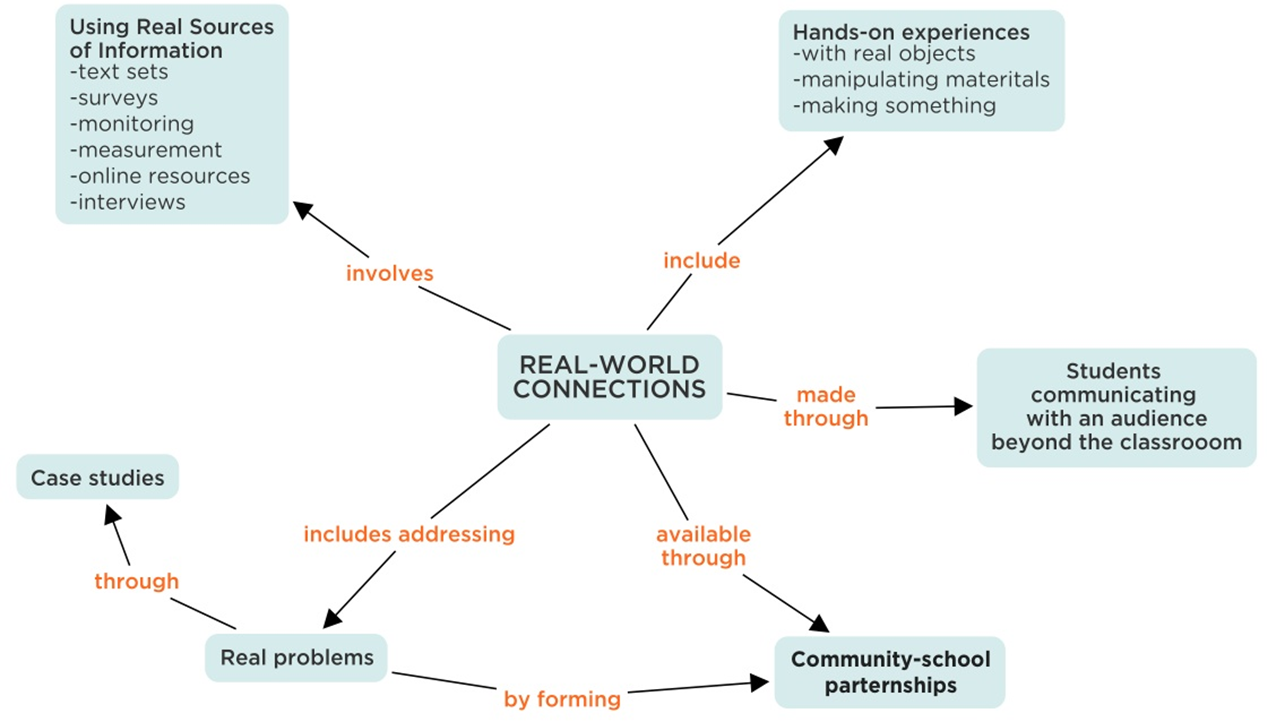 Using Real Sources
of Information
-text sets
-surveys
-monitoring
-measurement
-online resources
-interviews
Hands-on experiences
-with real objects
-manipulating materitals
-making something
involves
include
REAL-WORLD
CONNECTIONS
made
through
Students
communicating
with an audience
beyond the classrooom
Case studies
includes addressing
available
through
through
Real problems
by forming
Community-school
parternships